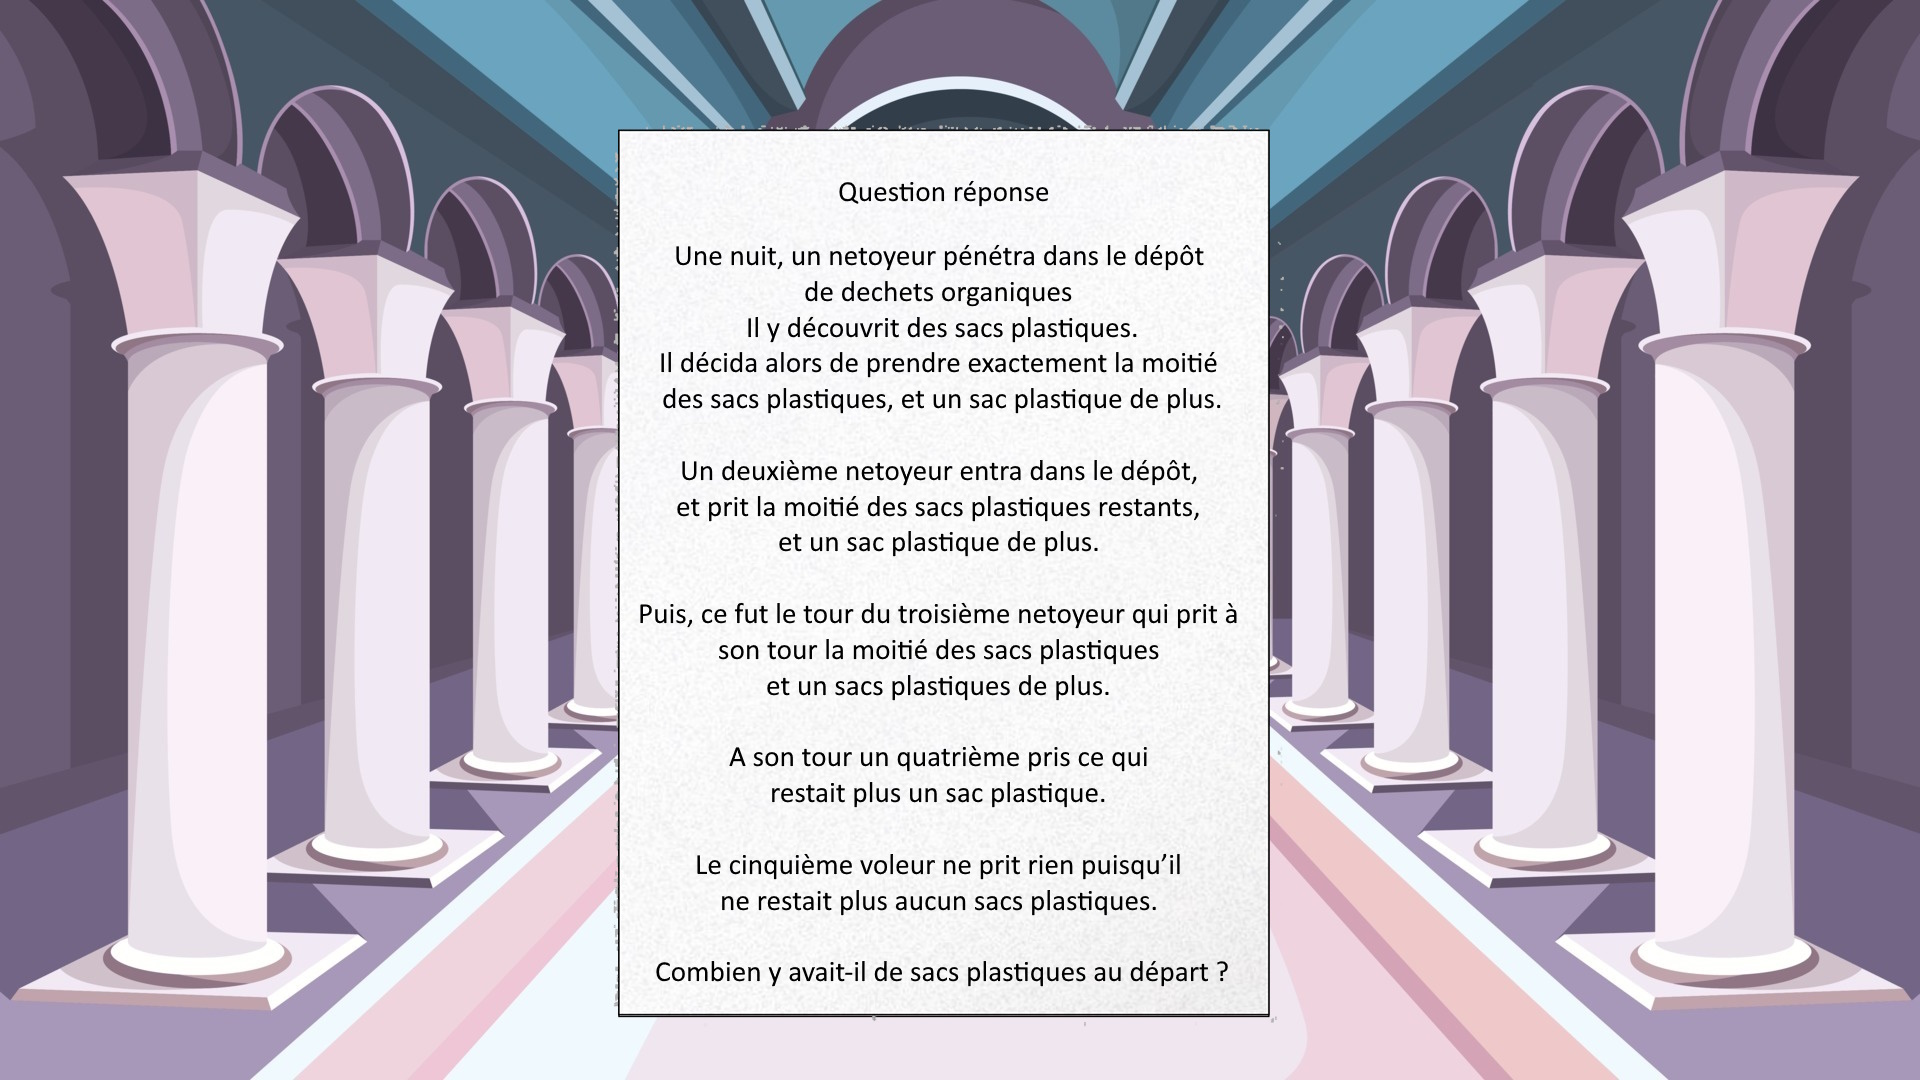 Question réponse
Une nuit, un netoyeur pénétra dans le dépôt
de dechets organiques
Il y découvrit des sacs plastiques.
Il décida alors de prendre exactement la moitié
des sacs plastiques, et un sac plastique de plus.
Un deuxième netoyeur entra dans le dépôt,
et prit la moitié des sacs plastiques restants,
et un sac plastique de plus.
Puis, ce fut le tour du troisième netoyeur qui prit à
son tour la moitié des sacs plastiques
et un sacs plastiques de plus.
A son tour un quatrième pris ce qui
restait plus un sac plastique.
Le cinquième voleur ne prit rien puisqu’il
ne restait plus aucun sacs plastiques.
Combien y avait-il de sacs plastiques au départ ?